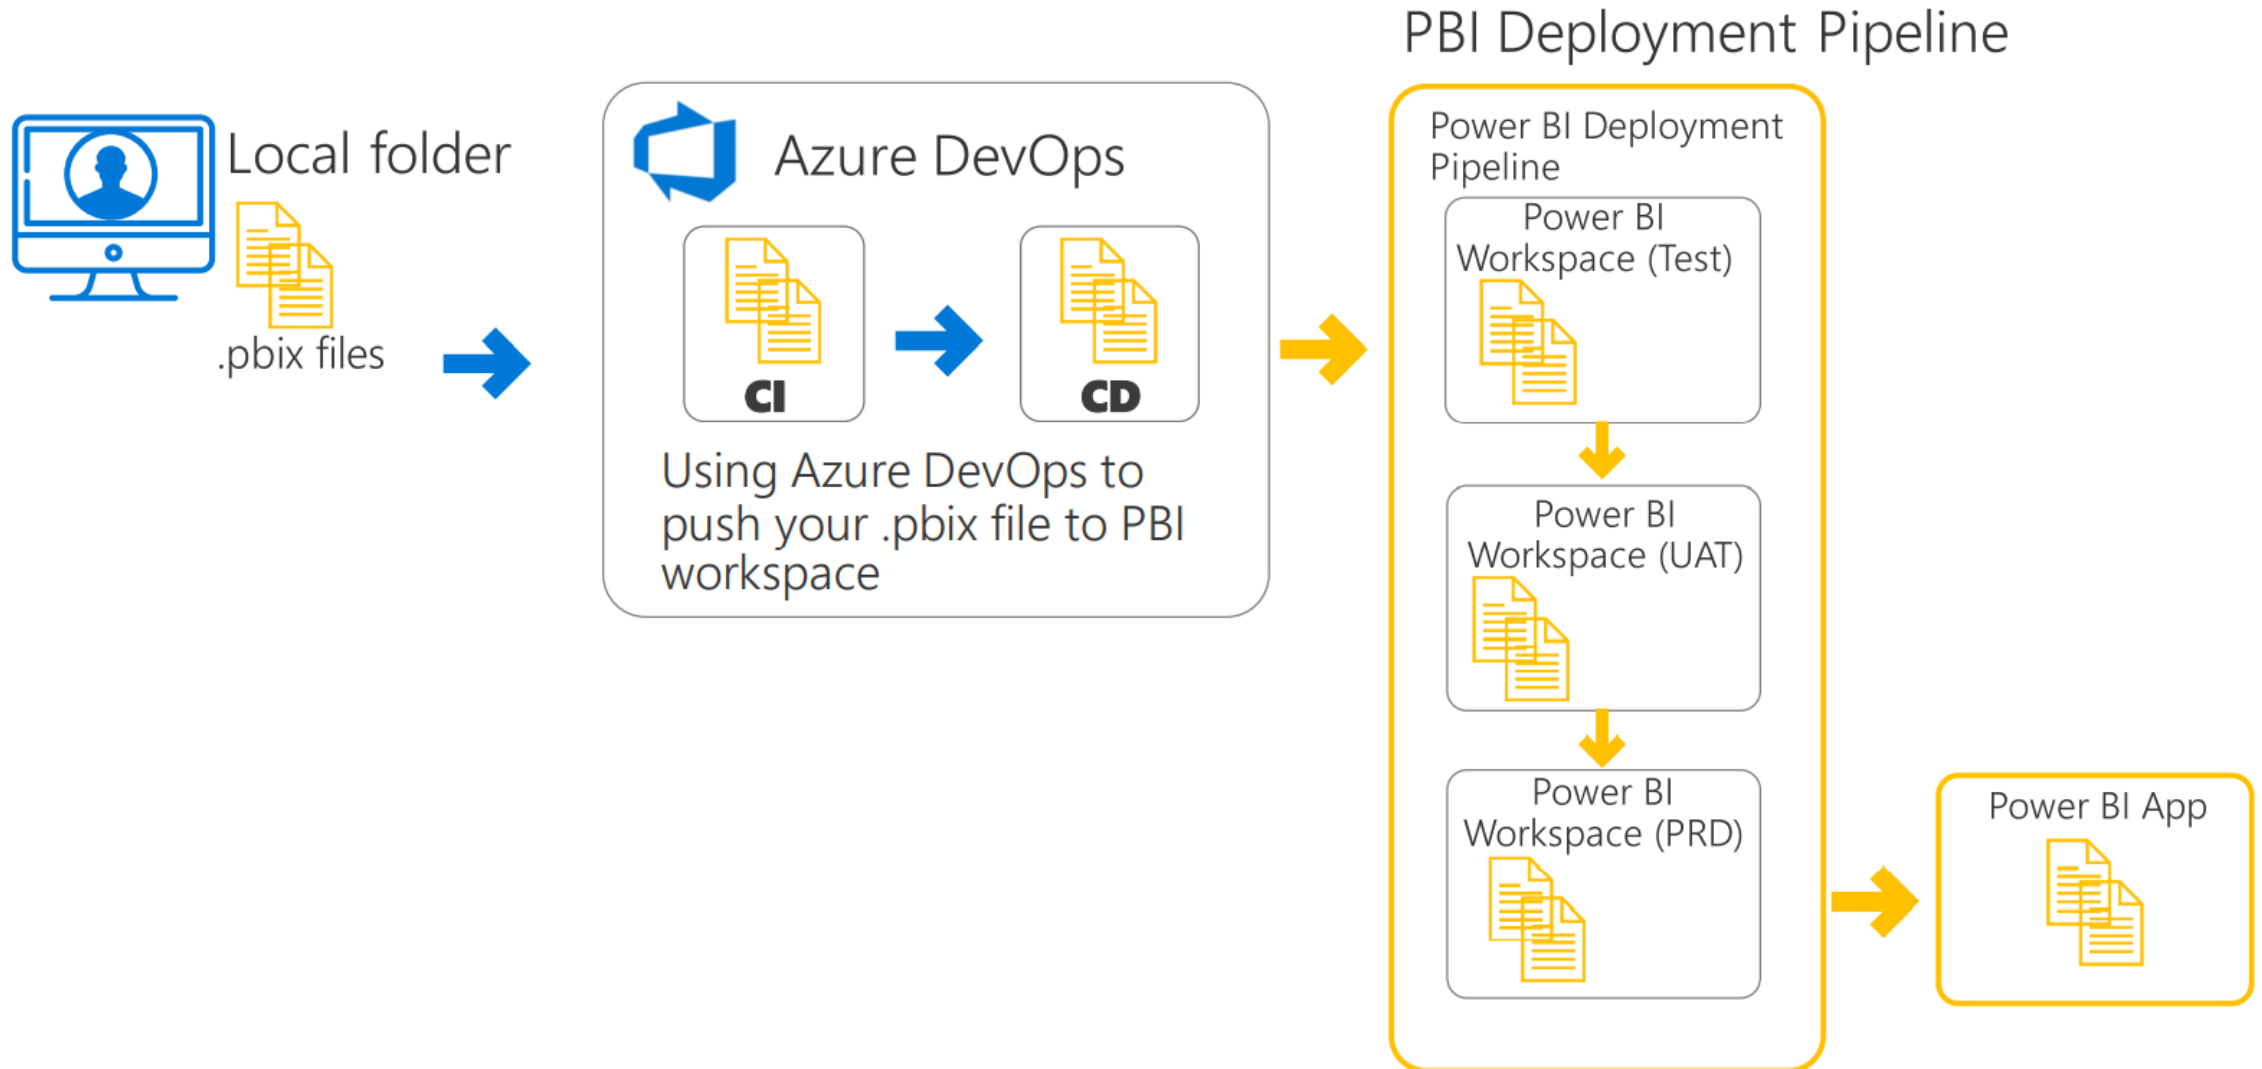 PBI Deployment Pipeline
Local folder
.pbix files
Azure DevOps
CI
CD
Using Azure DevOps to
push your .pbix file to PBI
workspace
Power BI Deployment
Pipeline
Power BI
Workspace (Test)
Power BI
Workspace (UAT)
Power BI
Workspace (PRD)
Power BI App